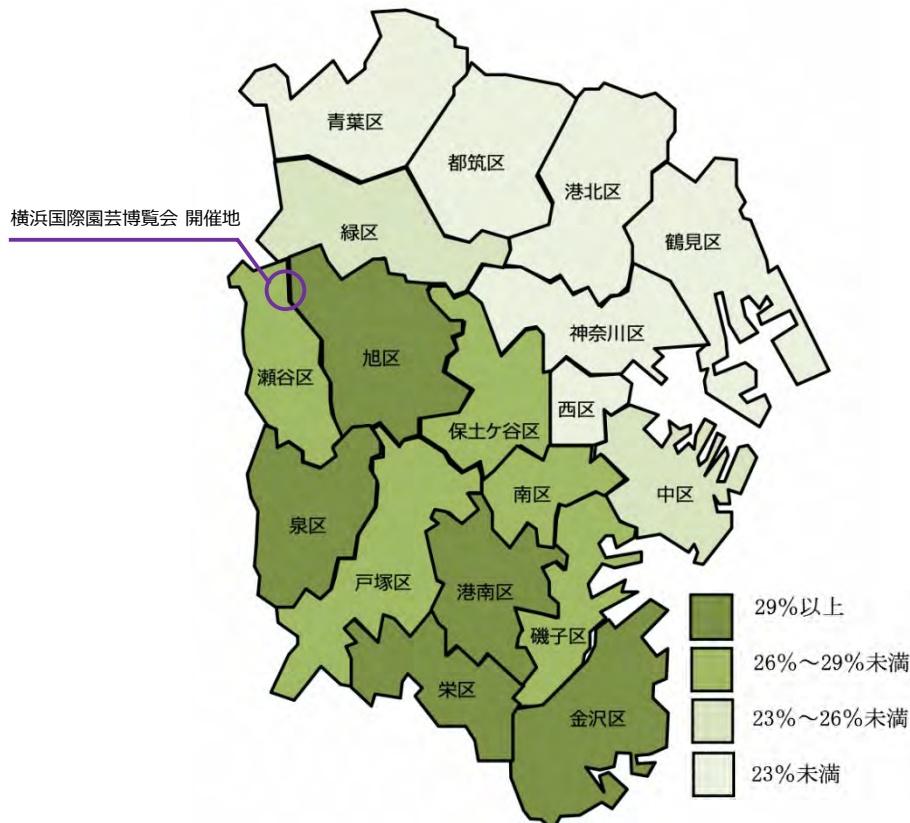 青葉区
都筑区
港北区
横浜国際園芸博覧会 開催地
緑区
鶴見区
神奈川区
旭区
瀬谷区
西区
保土ケ谷区
南区
中区
泉区
戸塚区
港南区
磯子区
栄区
金沢区
29%以上
26%～29%未満
23%～26%未満
23%未満